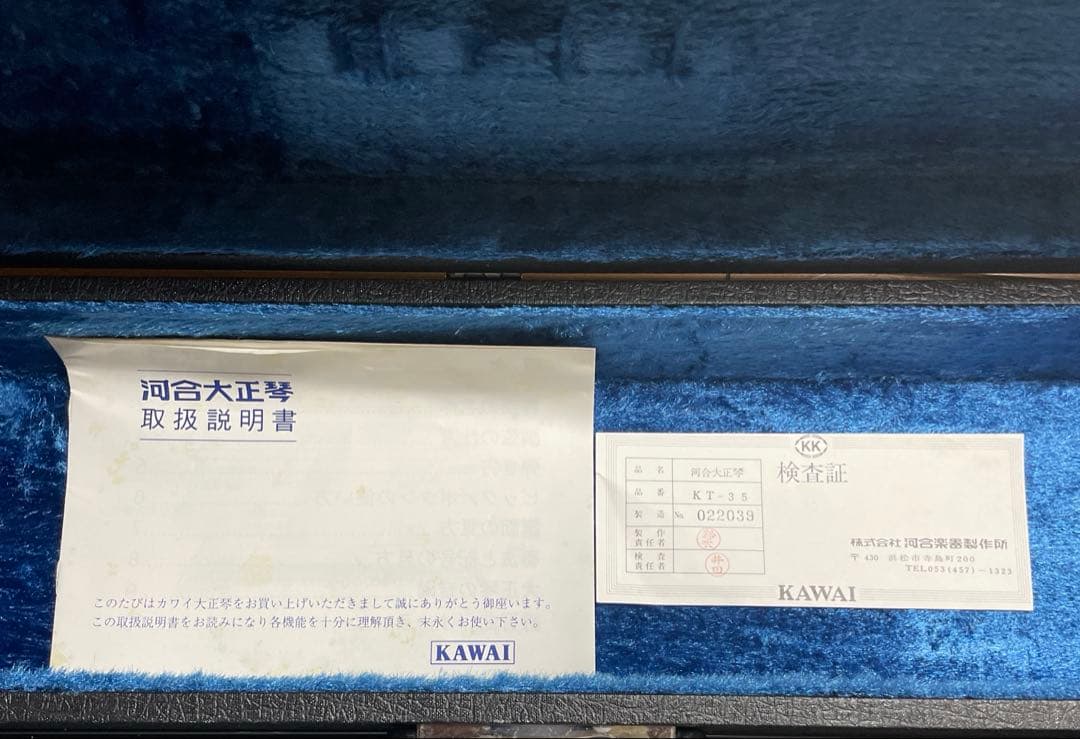 河合大正琴
取扱説明書
このたびはカワイ大正琴をお買い上げいただきまして誠にありがとう御座います。
この取扱説明書をお読みになり各機能を十分に理解頂き、末永くお使い下さい。
KAWAI
KK
検査証
品名 河合大正琴
品番 KT-35
製造 No. 022039
製作責任者
検査責任者
株式会社 河合楽器製作所
〒430 浜松市寺島町200
TEL053(457)-1323
KAWAI